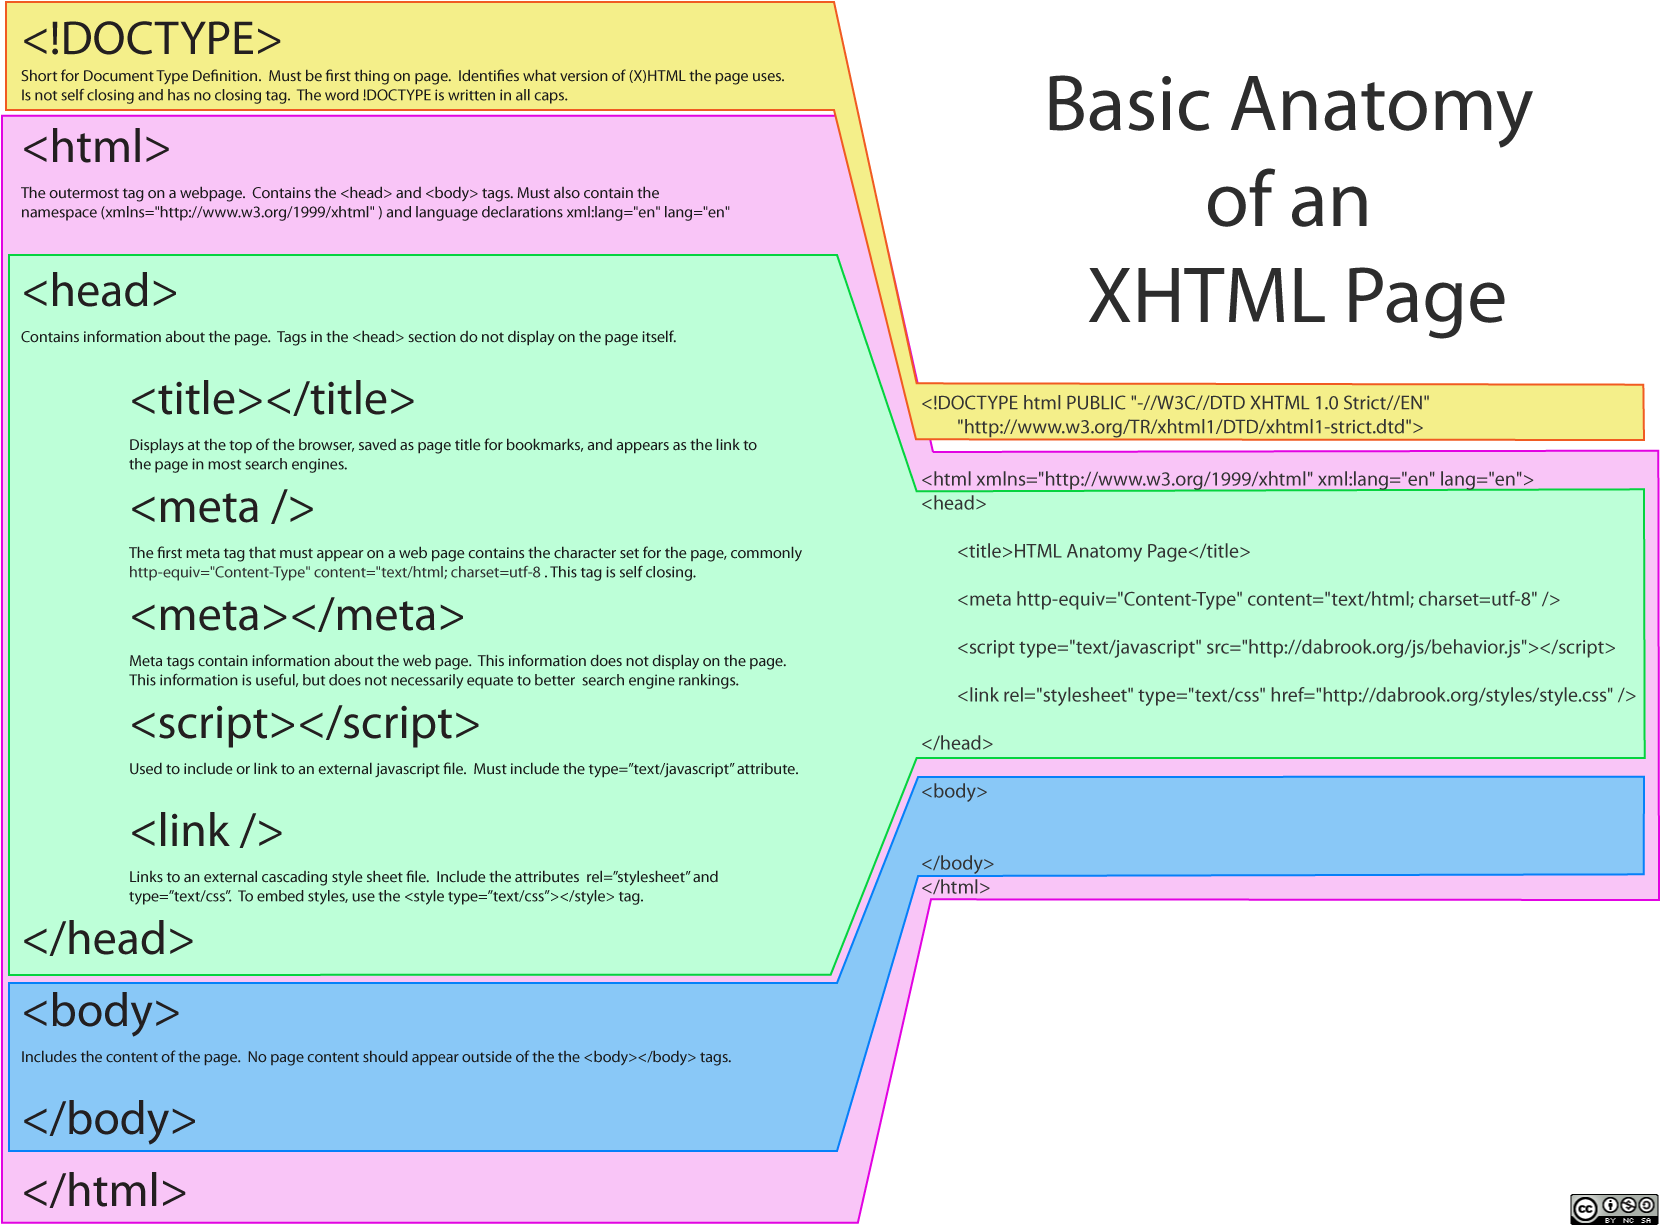 <!DOCTYPE>
Short for Document Type Definition.  Must be first thing on page.  Identifies what version of (X)HTML the page uses.
Is not self closing and has no closing tag.  The word !DOCTYPE is written in all caps.
<html>
The outermost tag on a webpage.  Contains the <head> and <body> tags. Must also contain the
namespace (xmlns="http://www.w3.org/1999/xhtml" ) and language declarations xml:lang="en" lang="en"
<head>
Contains information about the page.  Tags in the <head> section do not display on the page itself.
<title></title>
Displays at the top of the browser, saved as page title for bookmarks, and appears as the link to
the page in most search engines.
<meta />
The first meta tag that must appear on a web page contains the character set for the page, commonly
http-equiv="Content-Type" content="text/html; charset=utf-8 . This tag is self closing.
<meta></meta>
Meta tags contain information about the web page.  This information does not display on the page.
This information is useful, but does not necessarily equate to better  search engine rankings.
<script></script>
Used to include or link to an external javascript file.  Must include the type=”text/javascript” attribute.
<link />
Links to an external cascading style sheet file.  Include the attributes  rel=”stylesheet” and
type=”text/css”.  To embed styles, use the <style type=”text/css”></style> tag.
</head>
<body>
Includes the content of the page.  No page content should appear outside of the the <body></body> tags.
</body>
</html>
Basic Anatomy
of an
XHTML Page
<!DOCTYPE html PUBLIC "-//W3C//DTD XHTML 1.0 Strict//EN"
"http://www.w3.org/TR/xhtml1/DTD/xhtml1-strict.dtd">
<html xmlns="http://www.w3.org/1999/xhtml" xml:lang="en" lang="en">
<head>
<title>HTML Anatomy Page</title>
<meta http-equiv="Content-Type" content="text/html; charset=utf-8" />
<script type="text/javascript" src="http://dabrook.org/js/behavior.js"></script>
<link rel="stylesheet" type="text/css" href="http://dabrook.org/styles/style.css" />
</head>
<body>
</body>
</html>
cc
BY NC SA